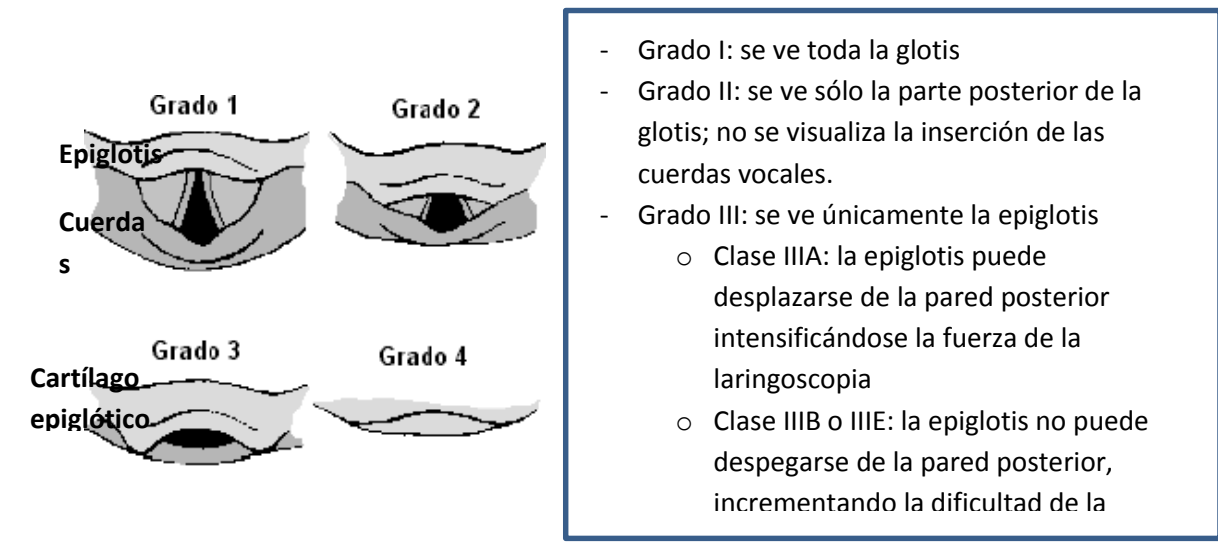 Grado 1
Grado 2
Epiglotis
Cuerda
s
Grado 3
Grado 4
Cartílago
epiglótico
- Grado I: se ve toda la glotis
- Grado II: se ve sólo la parte posterior de la
glotis; no se visualiza la inserción de las
cuerdas vocales.
- Grado III: se ve únicamente la epiglotis
o Clase IIIA: la epiglotis puede
desplazarse de la pared posterior
intensificándose la fuerza de la
laringoscopia
o Clase IIIB o IIIE: la epiglotis no puede
despegarse de la pared posterior,
incrementando la dificultad de la